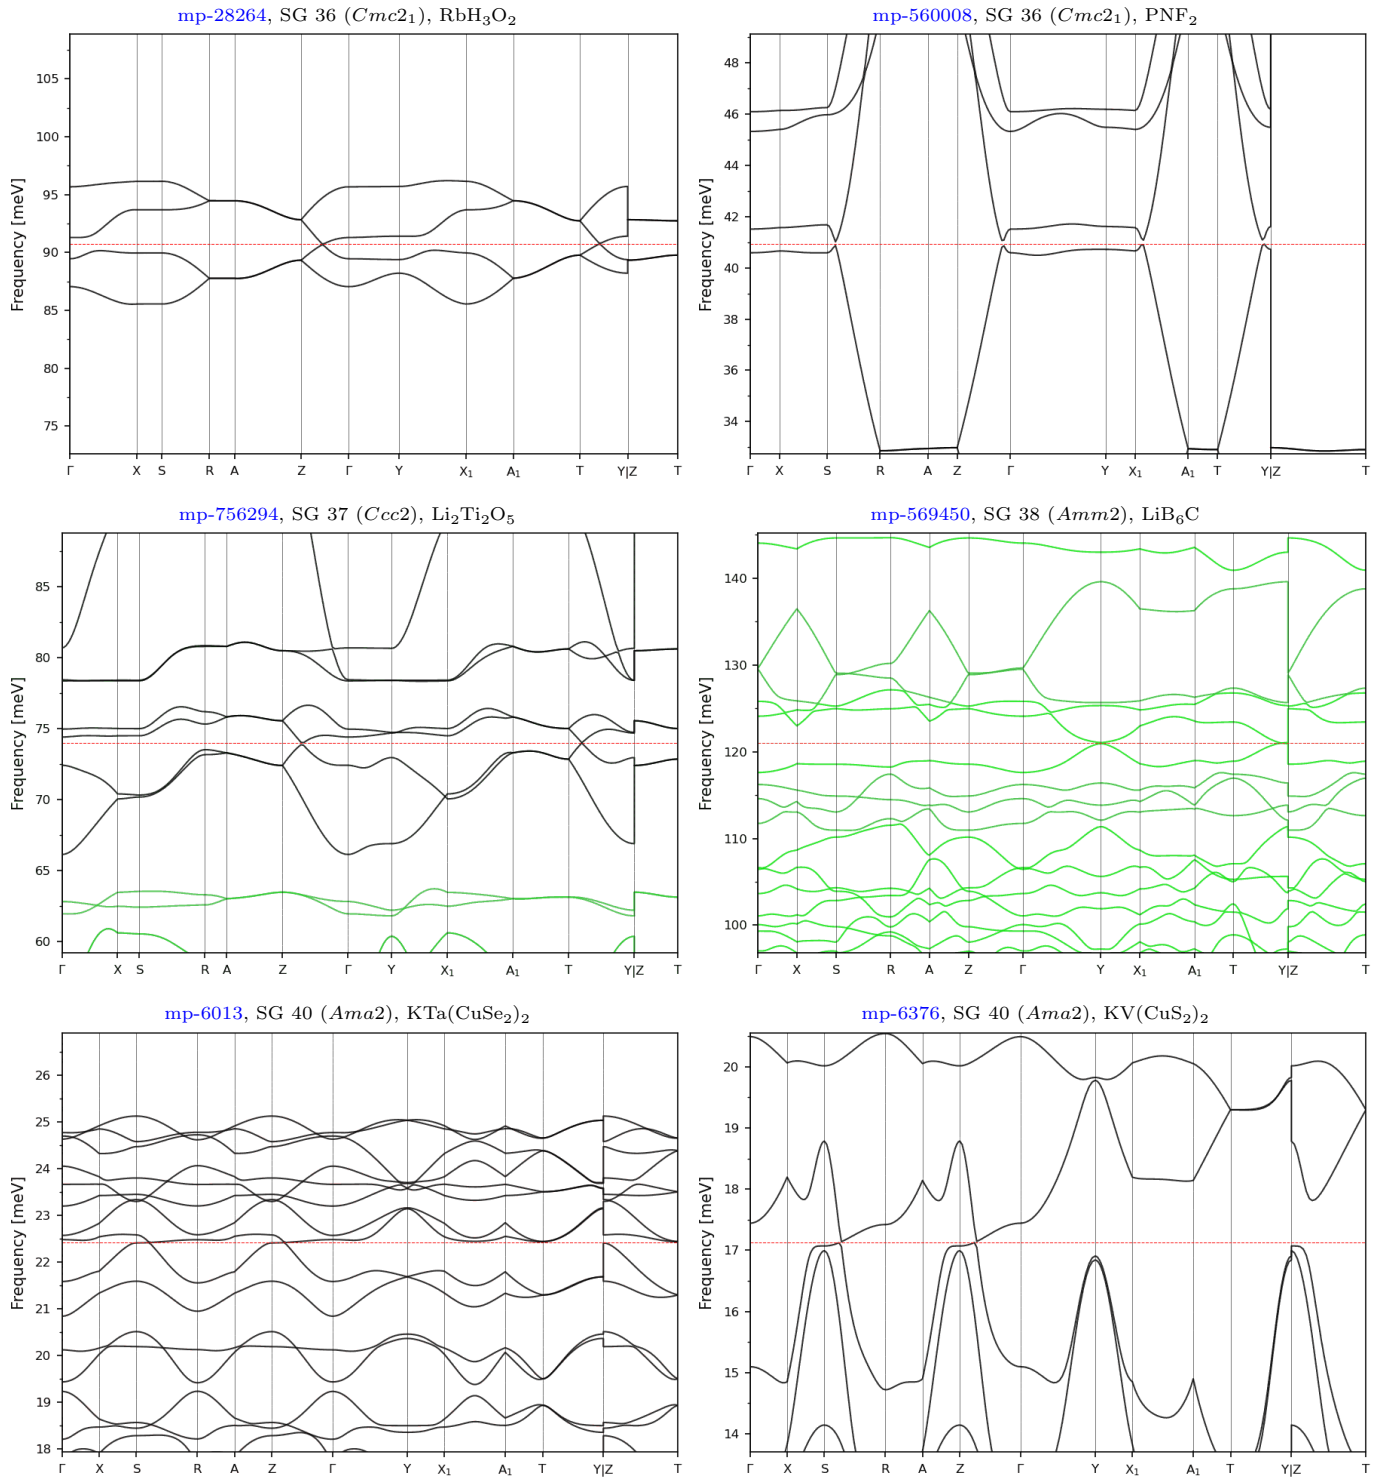 mp-28264, SG 36 (Cmc2₁), RbH₃O₂
Frequency [meV]
105
100
95
90
85
80
75
Γ X S R A Z Γ Y X₁ A₁ T Y|Z T
mp-560008, SG 36 (Cmc2₁), PNF₂
Frequency [meV]
48
46
44
42
40
38
36
34
Γ X S R A Z Γ Y X₁ A₁ T Y|Z T
mp-756294, SG 37 (Ccc2), Li₂Ti₂O₅
Frequency [meV]
85
80
75
70
65
60
Γ X S R A Z Γ Y X₁ A₁ T Y|Z T
mp-569450, SG 38 (Amm2), LiB₆C
Frequency [meV]
140
130
120
110
100
Γ X S R A Z Γ Y X₁ A₁ T Y|Z T
mp-6013, SG 40 (Ama2), KTa(CuSe₂)₂
Frequency [meV]
26
25
24
23
22
21
20
19
18
Γ X S R A Z Γ Y X₁ A₁ T Y|Z T
mp-6376, SG 40 (Ama2), KV(CuS₂)₂
Frequency [meV]
20
19
18
17
16
15
14
Γ X S R A Z Γ Y X₁ A₁ T Y|Z T